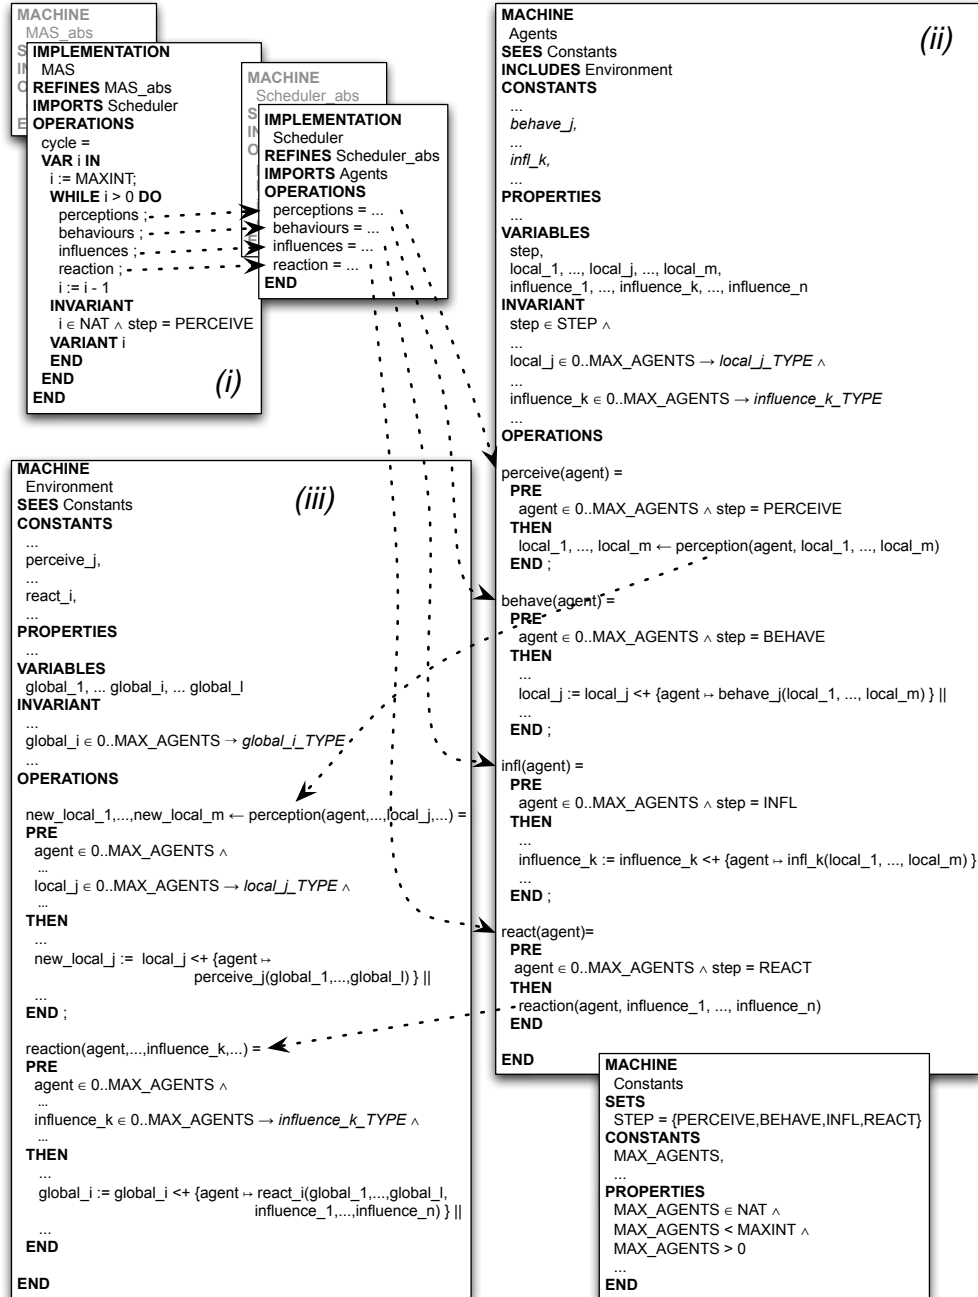 MACHINE
MAS_abs
S
IN
O
E
IMPLEMENTATION
MAS
REFINES MAS_abs
IMPORTS Scheduler
OPERATIONS
cycle =
VAR i IN
i := MAXINT;
WHILE i > 0 DO
perceptions ;
behaviours ;
influences ;
reaction ;
i := i - 1
INVARIANT
i ∈ NAT ∧ step = PERCEIVE
VARIANT i
END
END
END
(i)
MACHINE
Scheduler_abs
S
IN
O
E
IMPLEMENTATION
Scheduler
REFINES Scheduler_abs
IMPORTS Agents
OPERATIONS
perceptions = ...
behaviours = ...
influences = ...
reaction = ...
END
MACHINE
Agents
(ii)
SEES Constants
INCLUDES Environment
CONSTANTS
...
behave_j,
...
infl_k,
...
PROPERTIES
...
VARIABLES
step,
local_1, ..., local_j, ..., local_m,
influence_1, ..., influence_k, ..., influence_n
INVARIANT
step ∈ STEP ∧
...
local_j ∈ 0..MAX_AGENTS → local_j_TYPE ∧
...
influence_k ∈ 0..MAX_AGENTS → influence_k_TYPE
...
OPERATIONS
perceive(agent) =
PRE
agent ∈ 0..MAX_AGENTS ∧ step = PERCEIVE
THEN
local_1, ..., local_m ← perception(agent, local_1, ..., local_m)
END ;
behave(agent) =
PRE
agent ∈ 0..MAX_AGENTS ∧ step = BEHAVE
THEN
...
local_j := local_j <+ {agent ↦ behave_j(local_1, ..., local_m) } ||
...
END ;
infl(agent) =
PRE
agent ∈ 0..MAX_AGENTS ∧ step = INFL
THEN
...
influence_k := influence_k <+ {agent ↦ infl_k(local_1, ..., local_m) }
...
END ;
react(agent)=
PRE
agent ∈ 0..MAX_AGENTS ∧ step = REACT
THEN
reaction(agent, influence_1, ..., influence_n)
END
END
MACHINE
Environment
(iii)
SEES Constants
CONSTANTS
...
perceive_j,
...
react_i,
...
PROPERTIES
...
VARIABLES
global_1, ... global_i, ... global_l
INVARIANT
...
global_i ∈ 0..MAX_AGENTS → global_i_TYPE
...
OPERATIONS
new_local_1,...,new_local_m ← perception(agent,...,local_j,...) =
PRE
agent ∈ 0..MAX_AGENTS ∧
...
local_j ∈ 0..MAX_AGENTS → local_j_TYPE ∧
...
THEN
...
new_local_j := local_j <+ {agent ↦
perceive_j(global_1,...,global_l) } ||
...
END ;
reaction(agent,...,influence_k,...) =
PRE
agent ∈ 0..MAX_AGENTS ∧
...
influence_k ∈ 0..MAX_AGENTS → influence_k_TYPE ∧
...
THEN
...
global_i := global_i <+ {agent ↦ react_i(global_1,...,global_l,
influence_1,...,influence_n) } ||
...
END
END
MACHINE
Constants
SETS
STEP = {PERCEIVE,BEHAVE,INFL,REACT}
CONSTANTS
MAX_AGENTS,
...
PROPERTIES
MAX_AGENTS ∈ NAT ∧
MAX_AGENTS < MAXINT ∧
MAX_AGENTS > 0
...
END